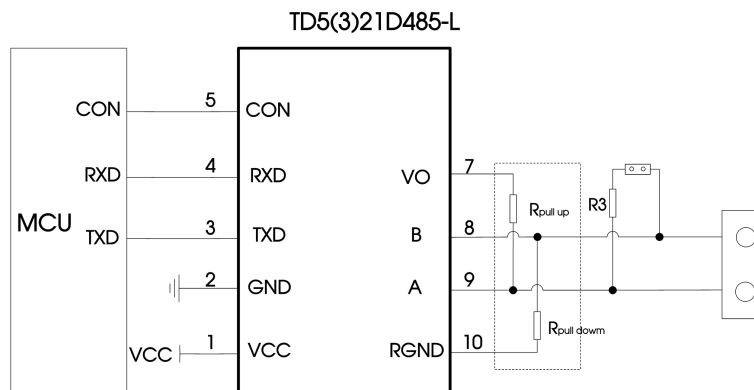 TD5(3)21D485-L
CON 5 CON
RXD 4 RXD 7 VO
Rpull up R3
MCU TXD 3 TXD B 8
2 GND A 9
Rpull dowm
VCC 1 VCC RGND 10